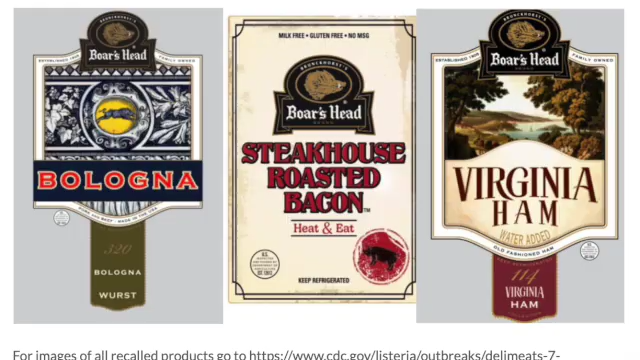 BRUNCKHORST'S
Boar's Head
BRAND
ESTABLISHED 1905
FAMILY OWNED
BOLOGNA
320
BOLOGNA
WURST
MILK FREE • GLUTEN FREE • NO MSG
BRUNCKHORST'S
Boar's Head
BRAND
STEAKHOUSE
ROASTED
BACON™
Heat & Eat
KEEP REFRIGERATED
BRUNCKHORST'S
Boar's Head
ESTABLISHED 1905
FAMILY OWNED
VIRGINIA
HAM
WATER ADDED
OLD FASHIONED HAM
114
VIRGINIA
HAM
For images of all recalled products go to https://www.cdc.gov/listeria/outbreaks/delimeats-7-